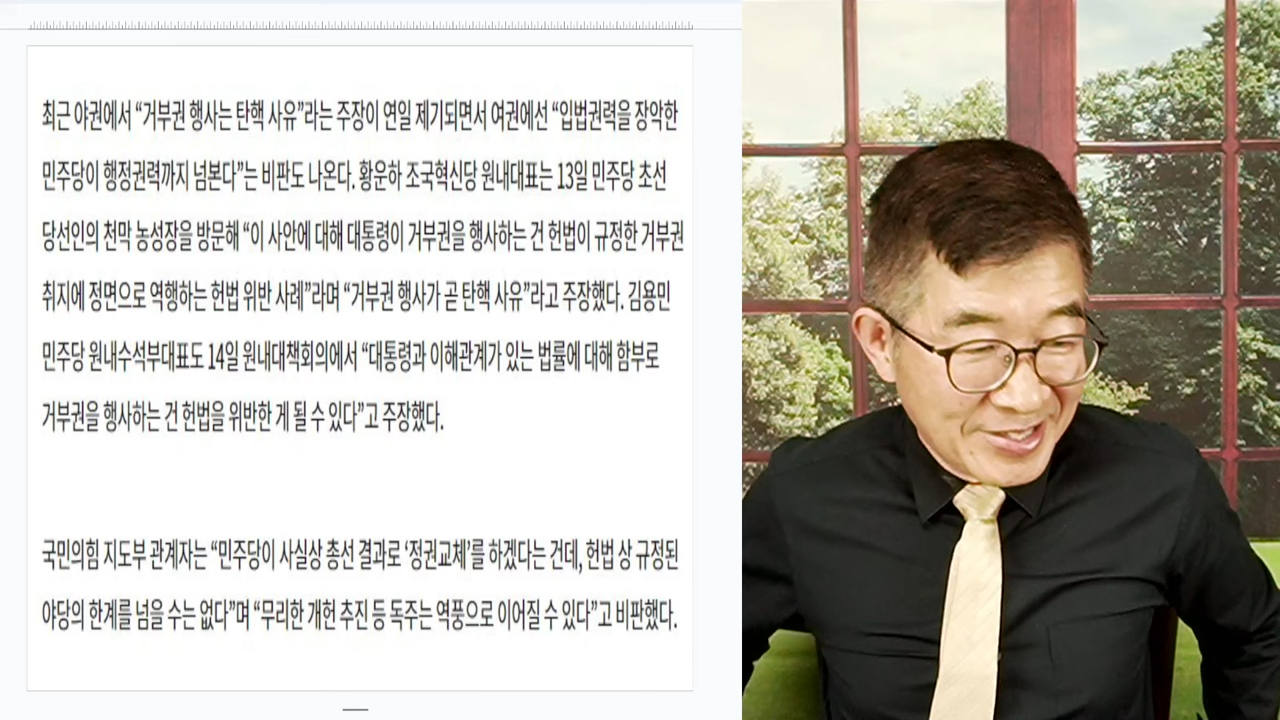 최근 야권에서 “거부권 행사는 탄핵 사유”라는 주장이 연일 제기되면서 여권에선 “입법권력을 장악한
민주당이 행정권력까지 넘본다”는 비판도 나온다. 황운하 조국혁신당 원내대표는 13일 민주당 초선
당선인의 천막 농성장을 방문해 “이 사안에 대해 대통령이 거부권을 행사하는 건 헌법이 규정한 거부권
취지에 정면으로 역행하는 헌법 위반 사례”라며 “거부권 행사가 곧 탄핵 사유”라고 주장했다. 김용민
민주당 원내수석부대표도 14일 원내대책회의에서 “대통령과 이해관계가 있는 법률에 대해 함부로
거부권을 행사하는 건 헌법을 위반한 게 될 수 있다”고 주장했다.
국민의힘 지도부 관계자는 “민주당이 사실상 총선 결과로 ‘정권교체’를 하겠다는 건데, 헌법 상 규정된
야당의 한계를 넘을 수는 없다”며 “무리한 개헌 추진 등 독주는 역풍으로 이어질 수 있다”고 비판했다.